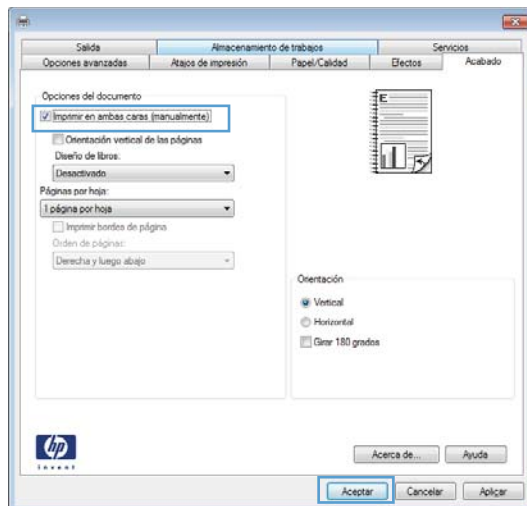 Salida Almacenamiento de trabajos Servicios
Opciones avanzadas Atajos de impresión Papel/Calidad Efectos Acabado
Opciones del documento
Imprimir en ambas caras (manualmente)
Orientación vertical de las páginas
Diseño de libros:
Desactivado
Páginas por hoja:
1 página por hoja
Imprimir bordes de página
Orden de páginas:
Derecha y luego abajo
E
1
Orientación
Vertical
Horizontal
Girar 180 grados
hp
invent
Acerca de... Ayuda
Aceptar Cancelar Aplicar